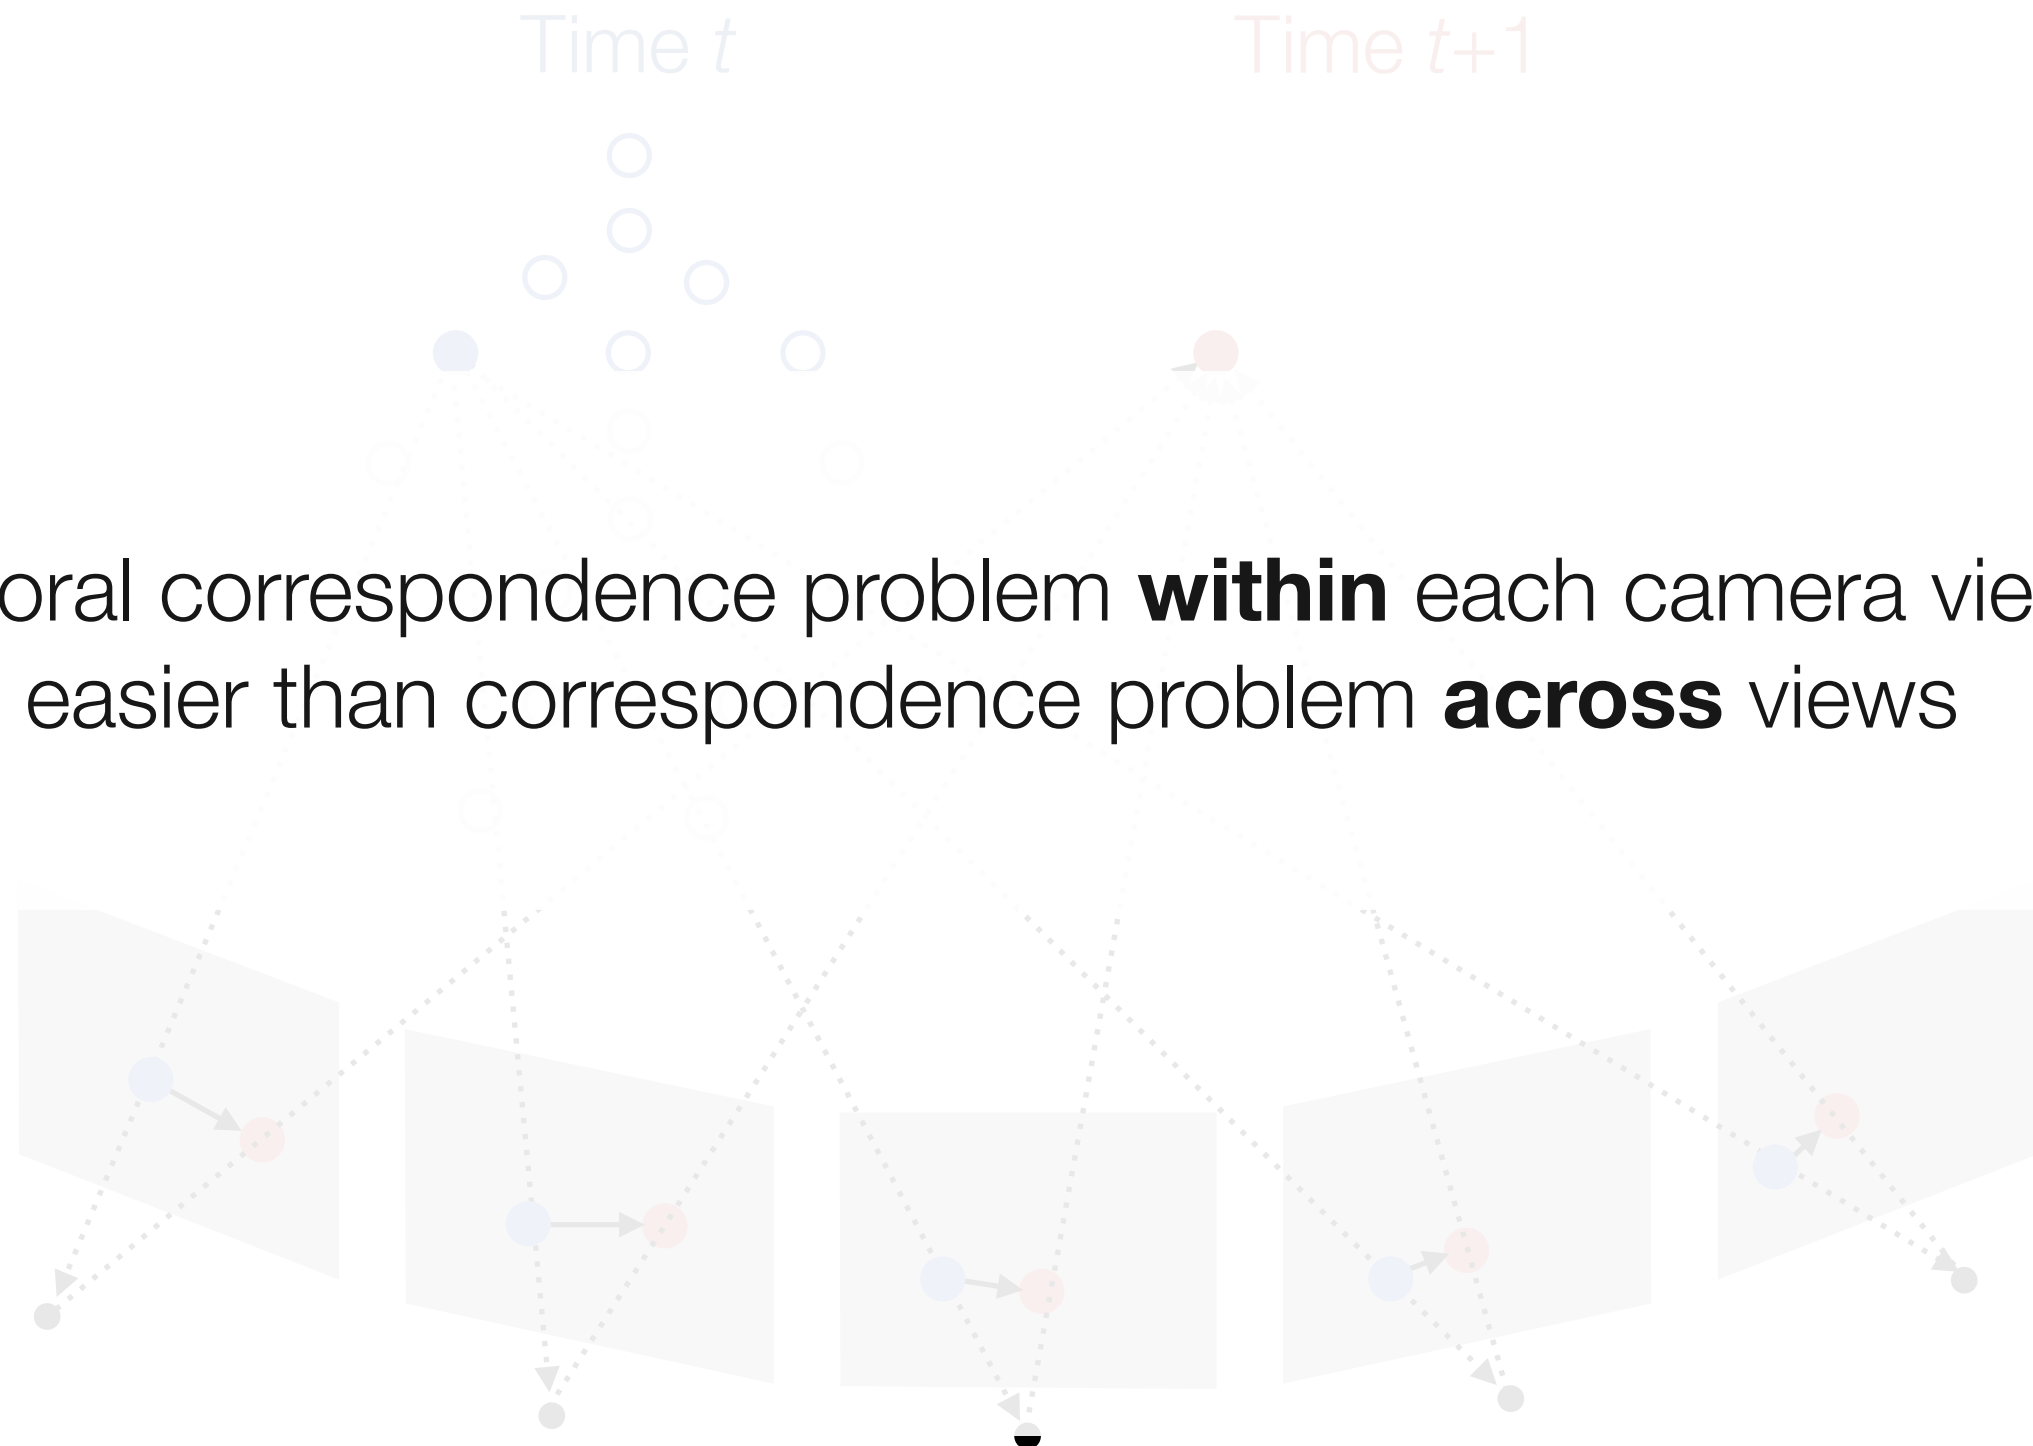 Time t
Time t+1
oral correspondence problem within each camera vie
easier than correspondence problem across views